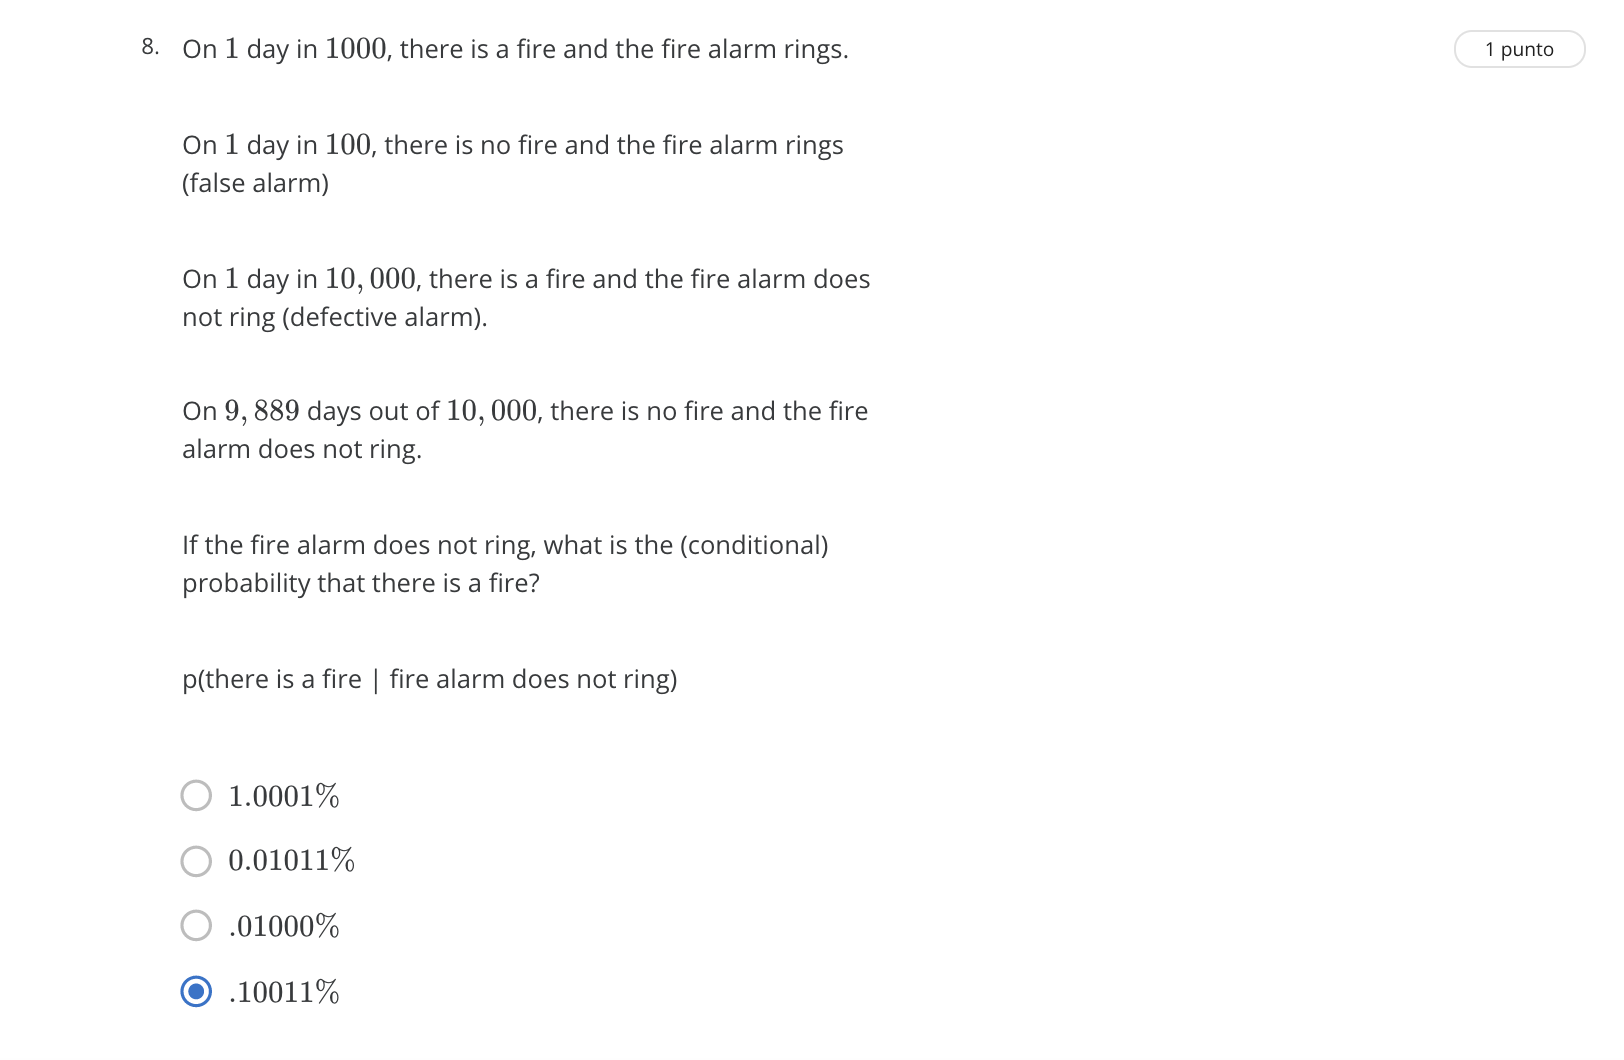 8. On 1 day in 1000, there is a fire and the fire alarm rings.
1 punto
On 1 day in 100, there is no fire and the fire alarm rings
(false alarm)
On 1 day in 10, 000, there is a fire and the fire alarm does
not ring (defective alarm).
On 9, 889 days out of 10, 000, there is no fire and the fire
alarm does not ring.
If the fire alarm does not ring, what is the (conditional)
probability that there is a fire?
p(there is a fire | fire alarm does not ring)
1.0001%
0.01011%
.01000%
.10011%